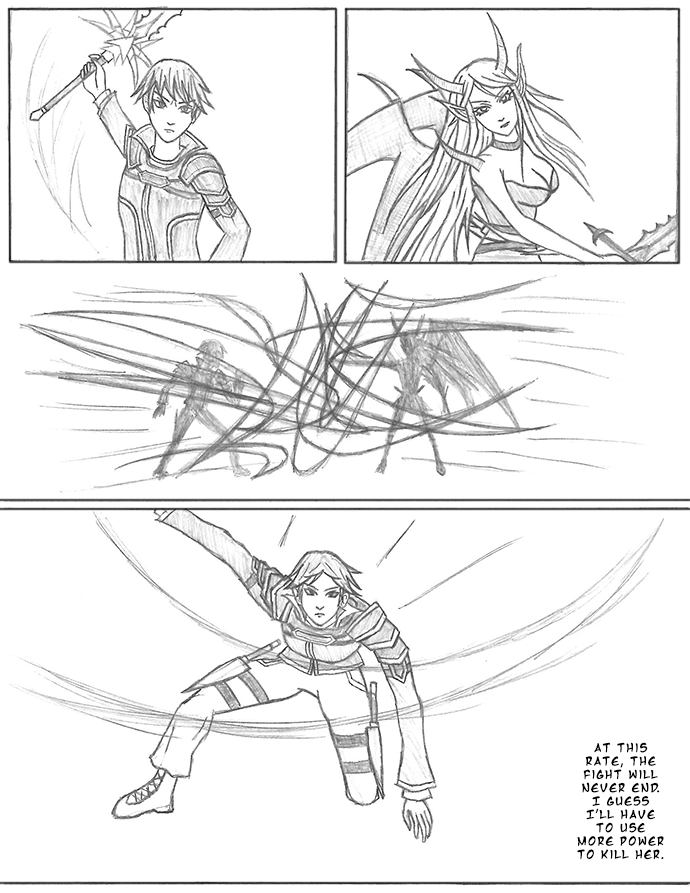 AT THIS
RATE, THE
FIGHT WILL
NEVER END.
I GUESS
I'LL HAVE
TO USE
MORE POWER
TO KILL HER.